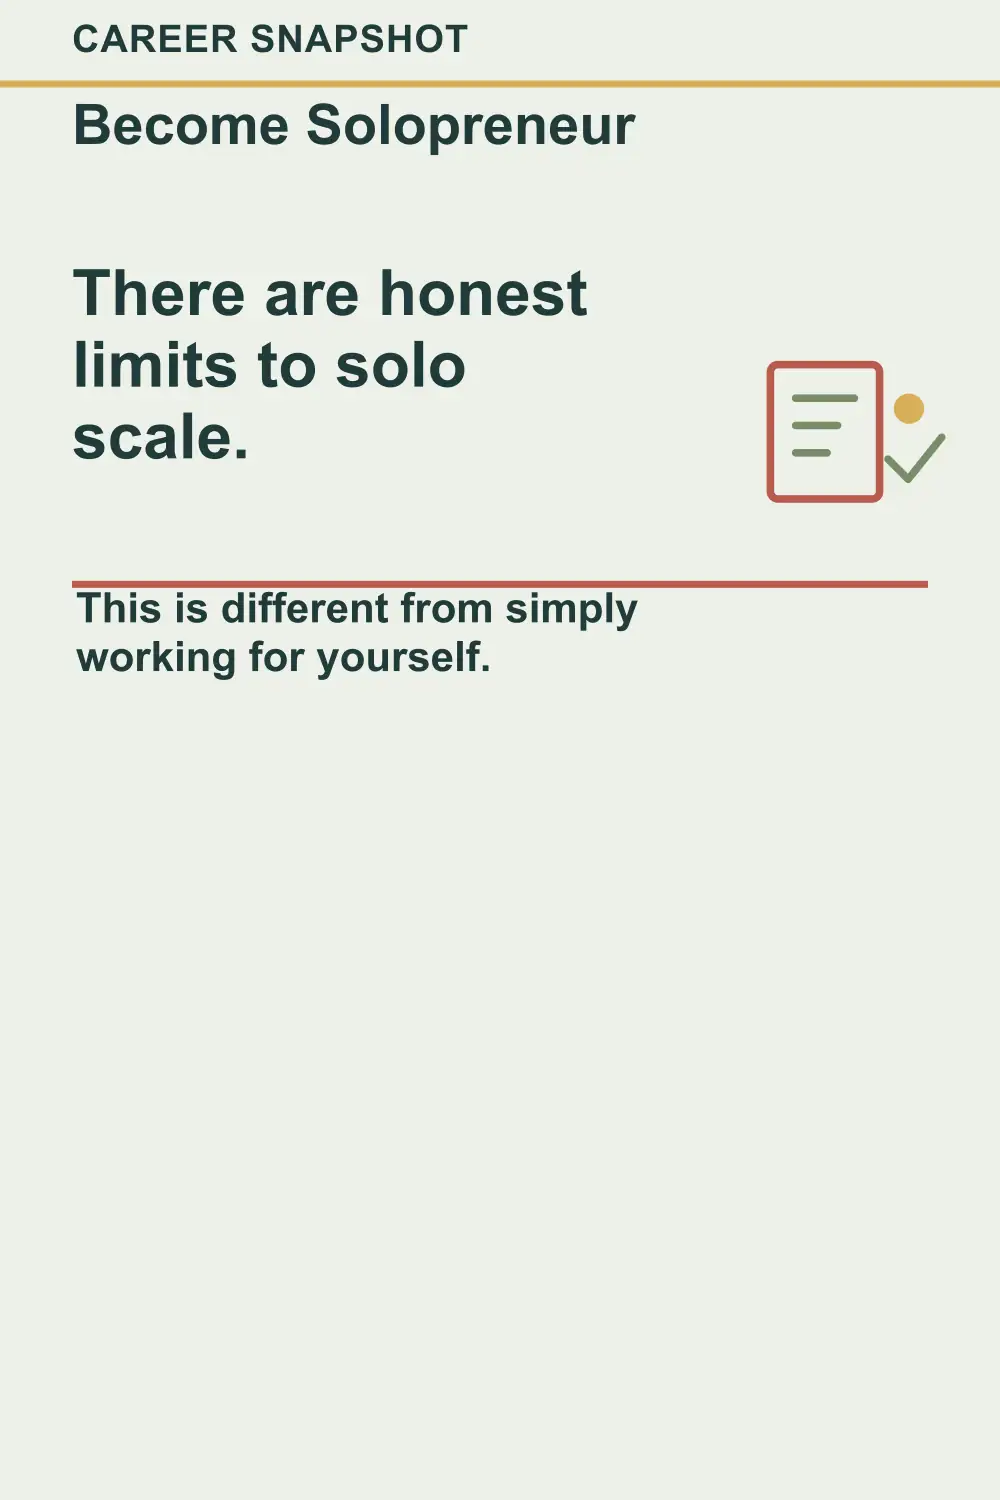 CAREER SNAPSHOT
Become Solopreneur
There are honest
limits to solo
scale.
This is different from simply
working for yourself.